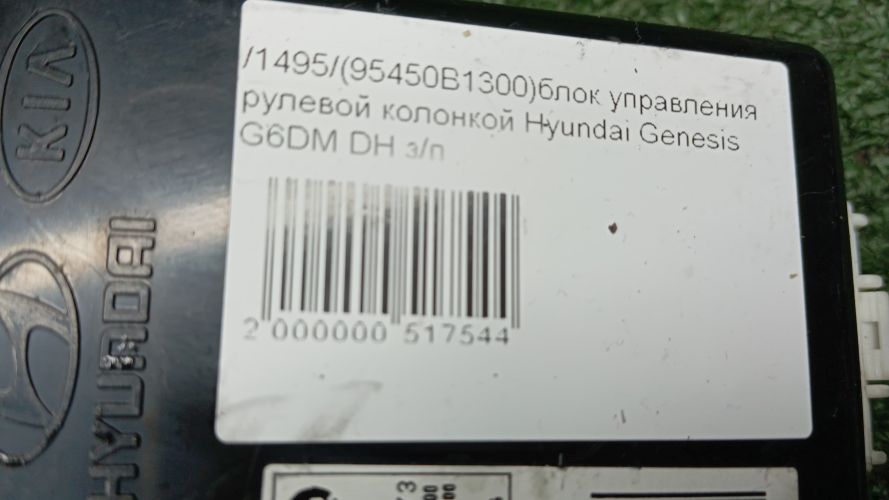 /1495/(95450B1300)блок управления
рулевой колонкой Hyundai Genesis
G6DM DH з/п
2 000000 517544
KIA
HYUNDAI